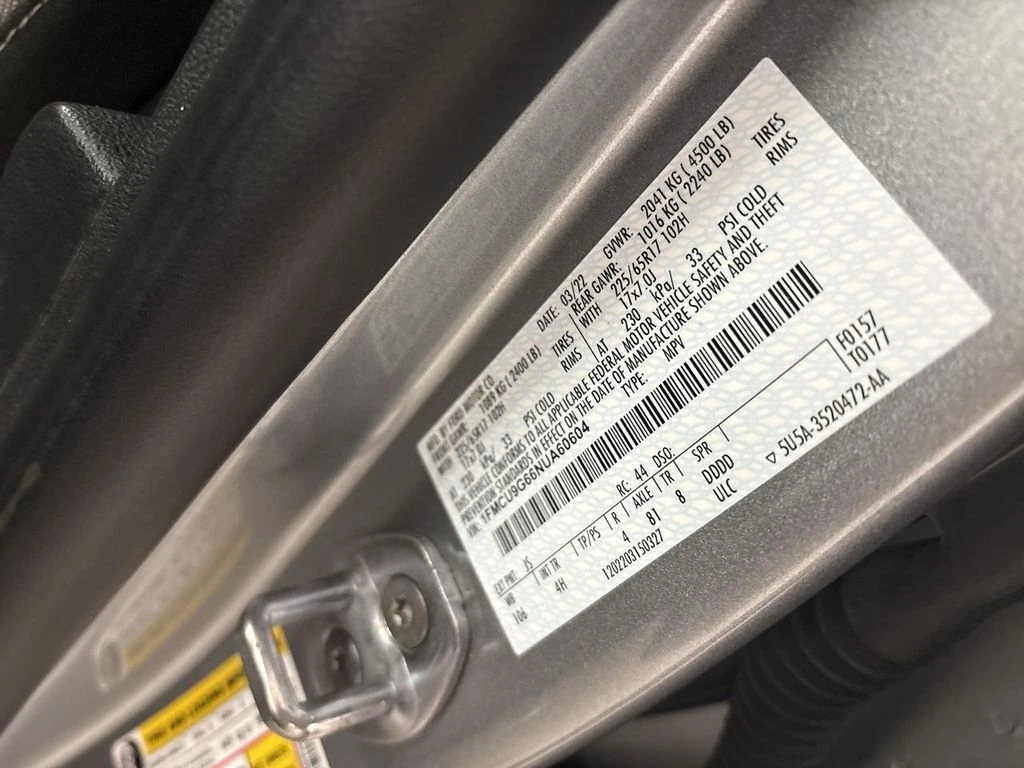 MFD. BY FORD MOTOR CO.
DATE: 03/22 GVWR: 2041 KG ( 4500 LB)
FRONT GAWR: 1089 KG ( 2400 LB) REAR GAWR: 1016 KG ( 2240 LB)
225/65R17 102H TIRES WITH 225/65R17 102H TIRES
17x7.0J RIMS 17x7.0J RIMS
AT 230 kPa/ 33 PSI COLD AT 230 kPa/ 33 PSI COLD
THIS VEHICLE CONFORMS TO ALL APPLICABLE FEDERAL MOTOR VEHICLE SAFETY AND THEFT
PREVENTION STANDARDS IN EFFECT ON THE DATE OF MANUFACTURE SHOWN ABOVE.
VIN: 1FMCU9G66NUA60604 TYPE: MPV
F0157
T0177
EXT PNT: JS RC: 44 DSO:
WB INT TR TP/PS R AXLE TR SPR
106 4H 4 81 8 DDDD
1202203150327 ULC
▽ 5U5A-3520472-AA